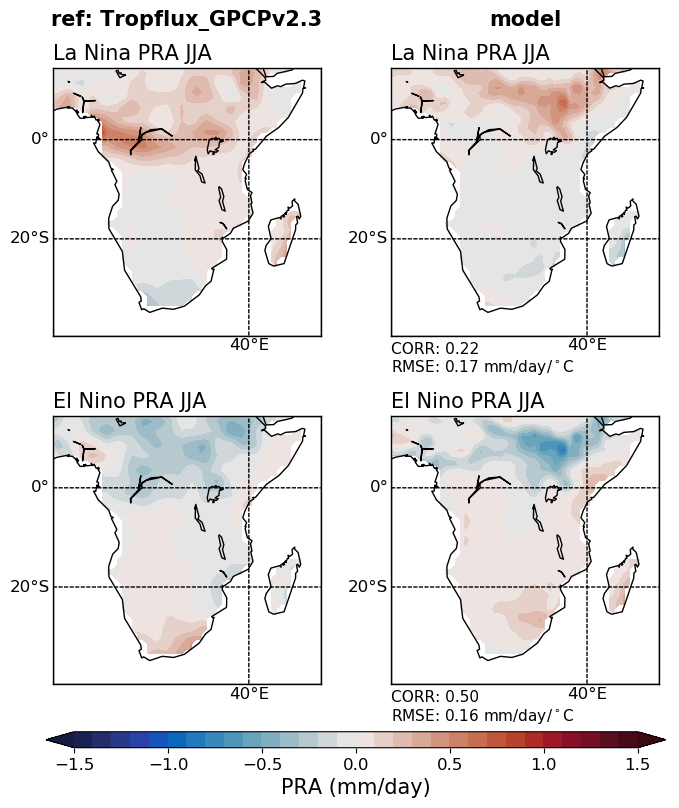 ref: Tropflux_GPCPv2.3
model
La Nina PRA JJA
La Nina PRA JJA
0°
0°
20°S
20°S
40°E
40°E
CORR: 0.22
RMSE: 0.17 mm/day/°C
El Nino PRA JJA
El Nino PRA JJA
0°
0°
20°S
20°S
40°E
40°E
CORR: 0.50
RMSE: 0.16 mm/day/°C
−1.5 −1.0 −0.5 0.0 0.5 1.0 1.5
PRA (mm/day)